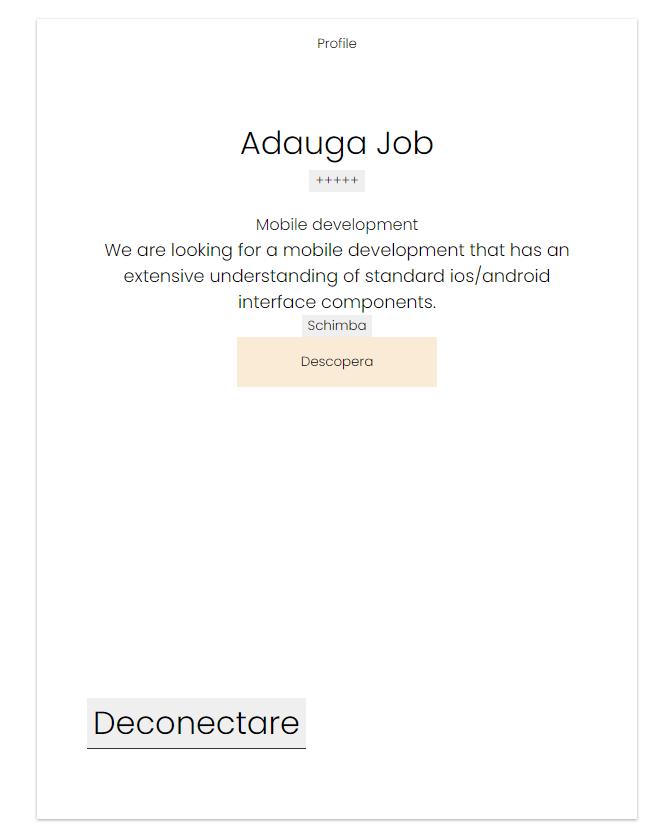 Profile
Adauga Job
+++++
Mobile development
We are looking for a mobile development that has an
extensive understanding of standard ios/android
interface components.
Schimba
Descopera
Deconectare